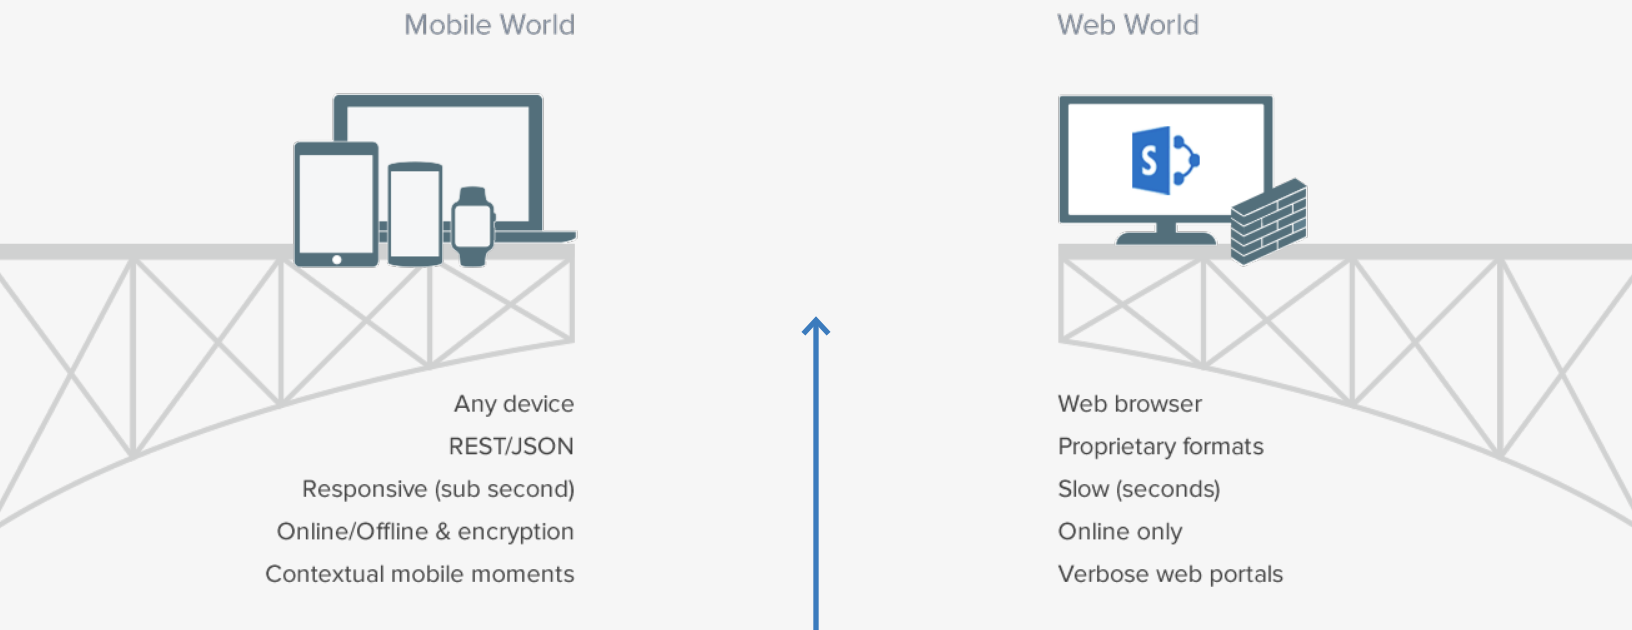 Mobile World
Web World
S
Any device
REST/JSON
Responsive (sub second)
Online/Offline & encryption
Contextual mobile moments
Web browser
Proprietary formats
Slow (seconds)
Online only
Verbose web portals